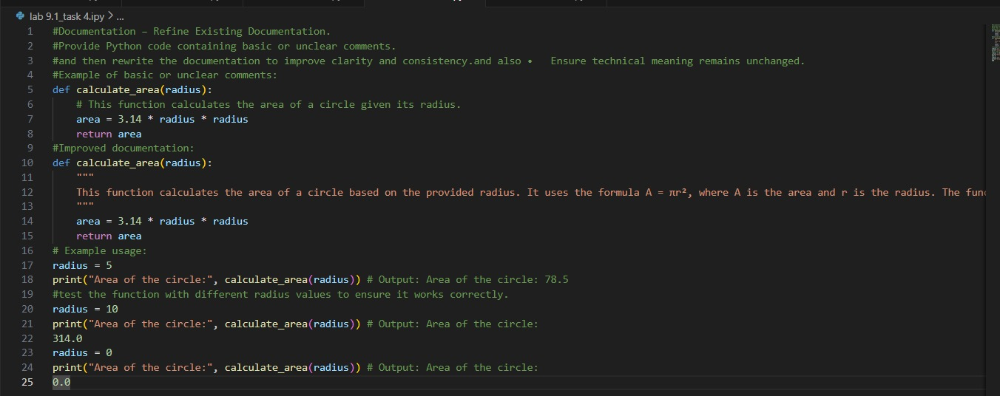 lab 9.1_task 4.ipy > ...
1 #Documentation – Refine Existing Documentation.
2 #Provide Python code containing basic or unclear comments.
3 #and then rewrite the documentation to improve clarity and consistency.and also •   Ensure technical meaning remains unchanged.
4 #Example of basic or unclear comments:
5 def calculate_area(radius):
6     # This function calculates the area of a circle given its radius.
7     area = 3.14 * radius * radius
8     return area
9 #Improved documentation:
10 def calculate_area(radius):
11     """
12     This function calculates the area of a circle based on the provided radius. It uses the formula A = πr², where A is the area and r is the radius. The
13     """
14     area = 3.14 * radius * radius
15     return area
16 # Example usage:
17 radius = 5
18 print("Area of the circle:", calculate_area(radius)) # Output: Area of the circle: 78.5
19 #test the function with different radius values to ensure it works correctly.
20 radius = 10
21 print("Area of the circle:", calculate_area(radius)) # Output: Area of the circle:
22 314.0
23 radius = 0
24 print("Area of the circle:", calculate_area(radius)) # Output: Area of the circle:
25 0.0